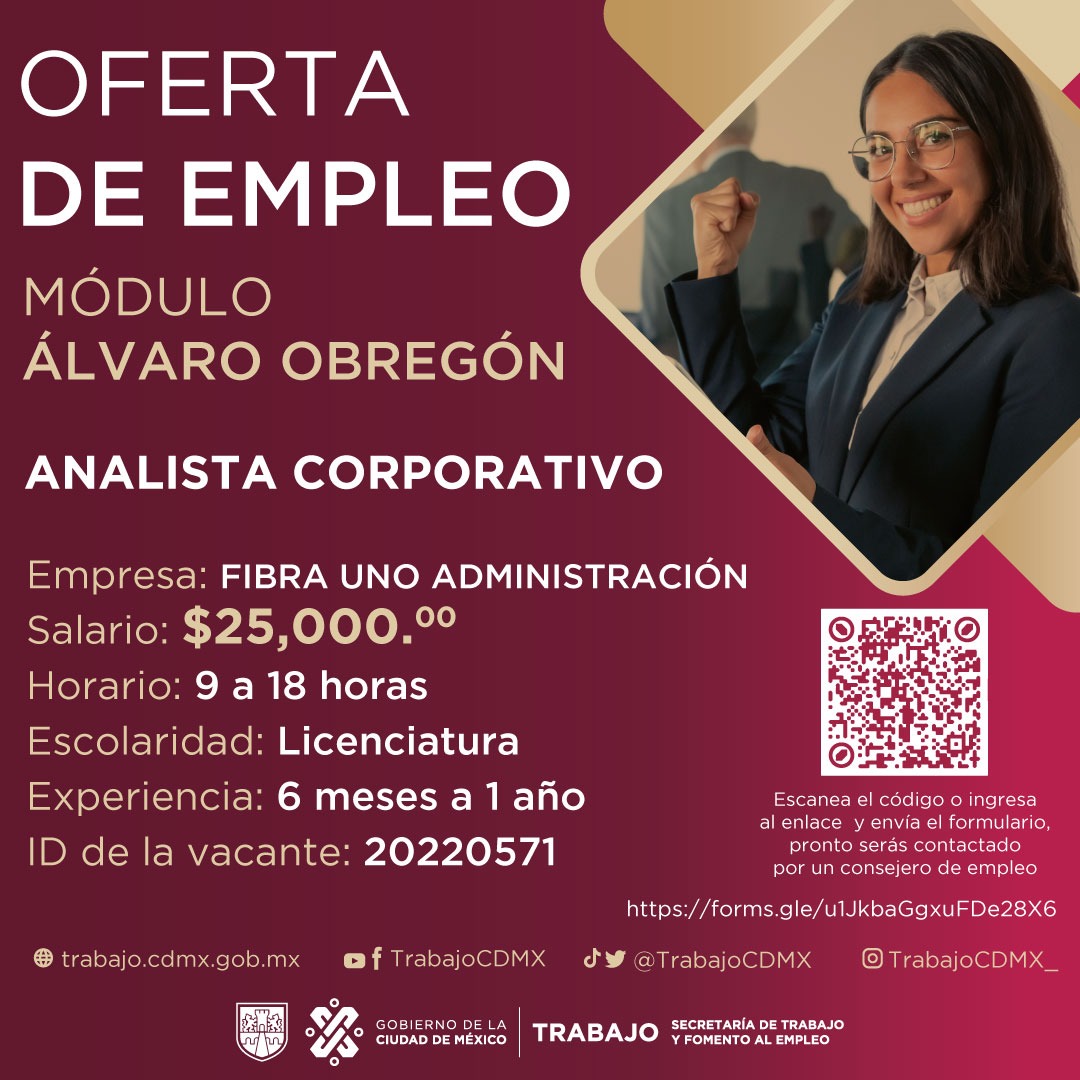 OFERTA
DE EMPLEO
MÓDULO
ÁLVARO OBREGÓN
ANALISTA CORPORATIVO
Empresa: FIBRA UNO ADMINISTRACIÓN
Salario: $25,000.00
Horario: 9 a 18 horas
Escolaridad: Licenciatura
Experiencia: 6 meses a 1 año
ID de la vacante: 20220571
Escanea el código o ingresa
al enlace y envía el formulario,
pronto serás contactado
por un consejero de empleo
https://forms.gle/u1JkbaGgxuFDe28X6
trabajo.cdmx.gob.mx
TrabajoCDMX
@TrabajoCDMX
TrabajoCDMX_
GOBIERNO DE LA
CIUDAD DE MÉXICO
TRABAJO
SECRETARÍA DE TRABAJO
Y FOMENTO AL EMPLEO